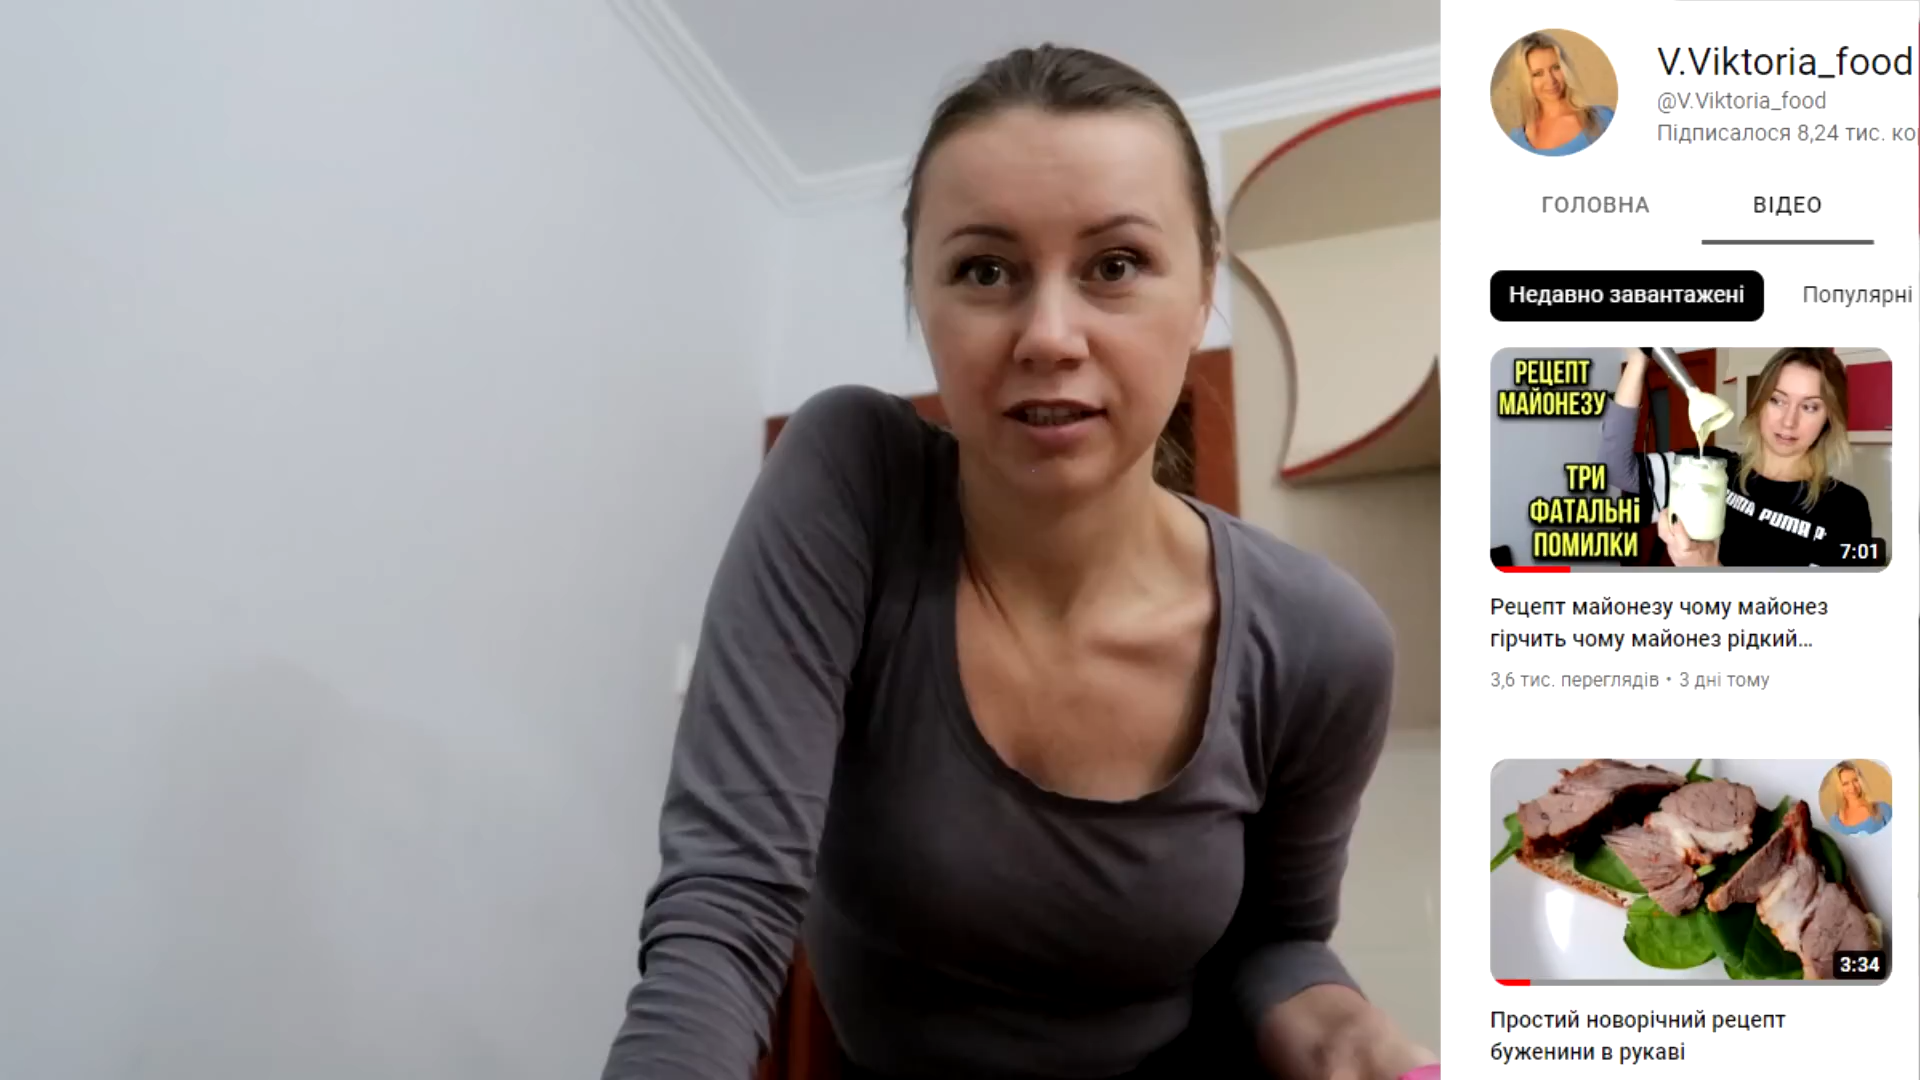 V.Viktoria_food
@V.Viktoria_food
Підписалося 8,24 тис.
ГОЛОВНА
ВІДЕО
Недавно завантажені
Популярні
РЕЦЕПТ
МАЙОНЕЗУ
ТРИ
ФАТАЛЬНІ
ПОМИЛКИ
PUMA
7:01
Рецепт майонезу чому майонез
гірчить чому майонез рідкий...
3,6 тис. переглядів • 3 дні тому
3:34
Простий новорічний рецепт
буженини в рукаві